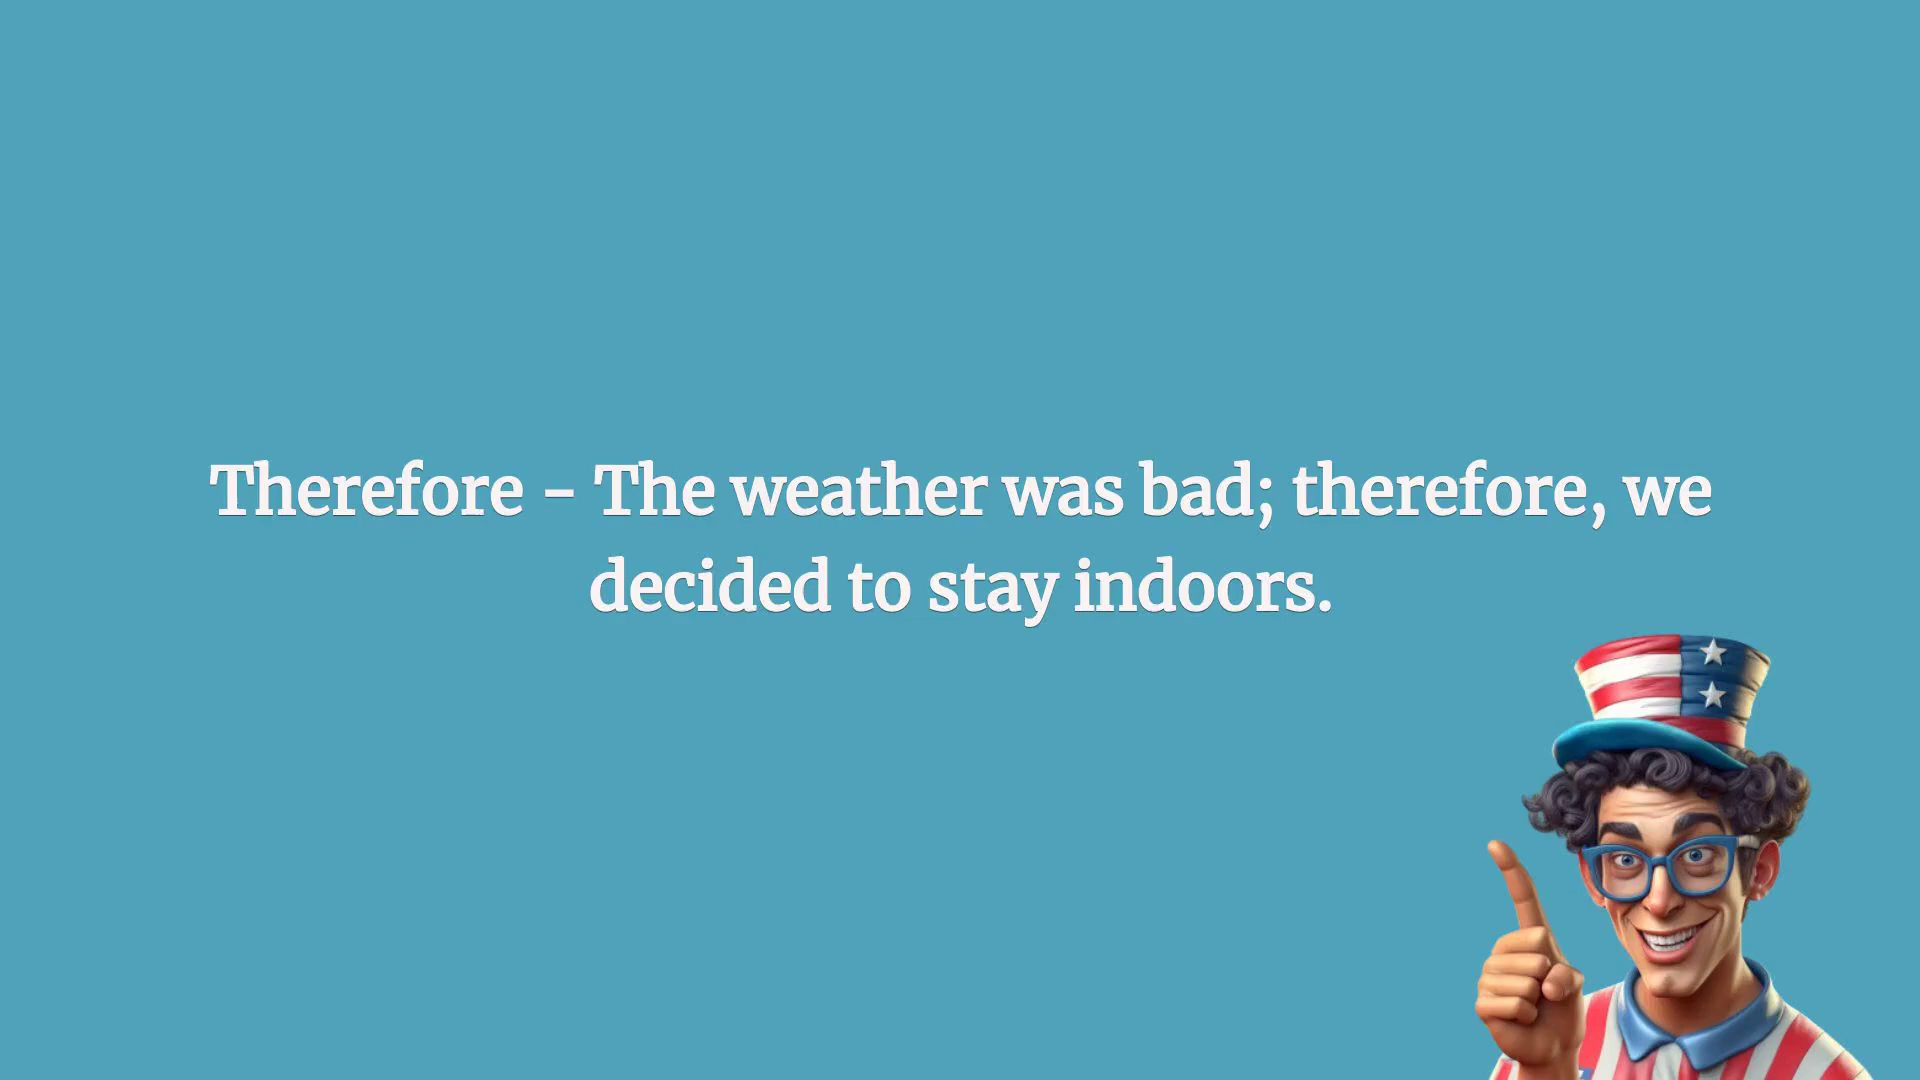 Therefore - The weather was bad; therefore, we
decided to stay indoors.